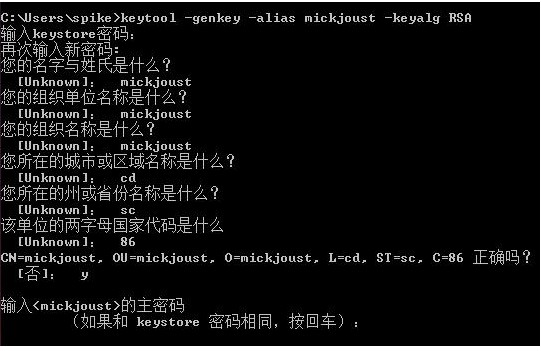 C:\Users\spike>keytool -genkey -alias mickjoust -keyalg RSA
输入keystore密码：
再次输入新密码:
您的名字与姓氏是什么？
[Unknown]： mickjoust
您的组织单位名称是什么？
[Unknown]： mickjoust
您的组织名称是什么？
[Unknown]： mickjoust
您所在的城市或区域名称是什么？
[Unknown]： cd
您所在的州或省份名称是什么？
[Unknown]： sc
该单位的两字母国家代码是什么
[Unknown]： 86
CN=mickjoust, OU=mickjoust, O=mickjoust, L=cd, ST=sc, C=86 正确吗？
[否]： y
输入<mickjoust>的主密码
（如果和 keystore 密码相同，按回车）：